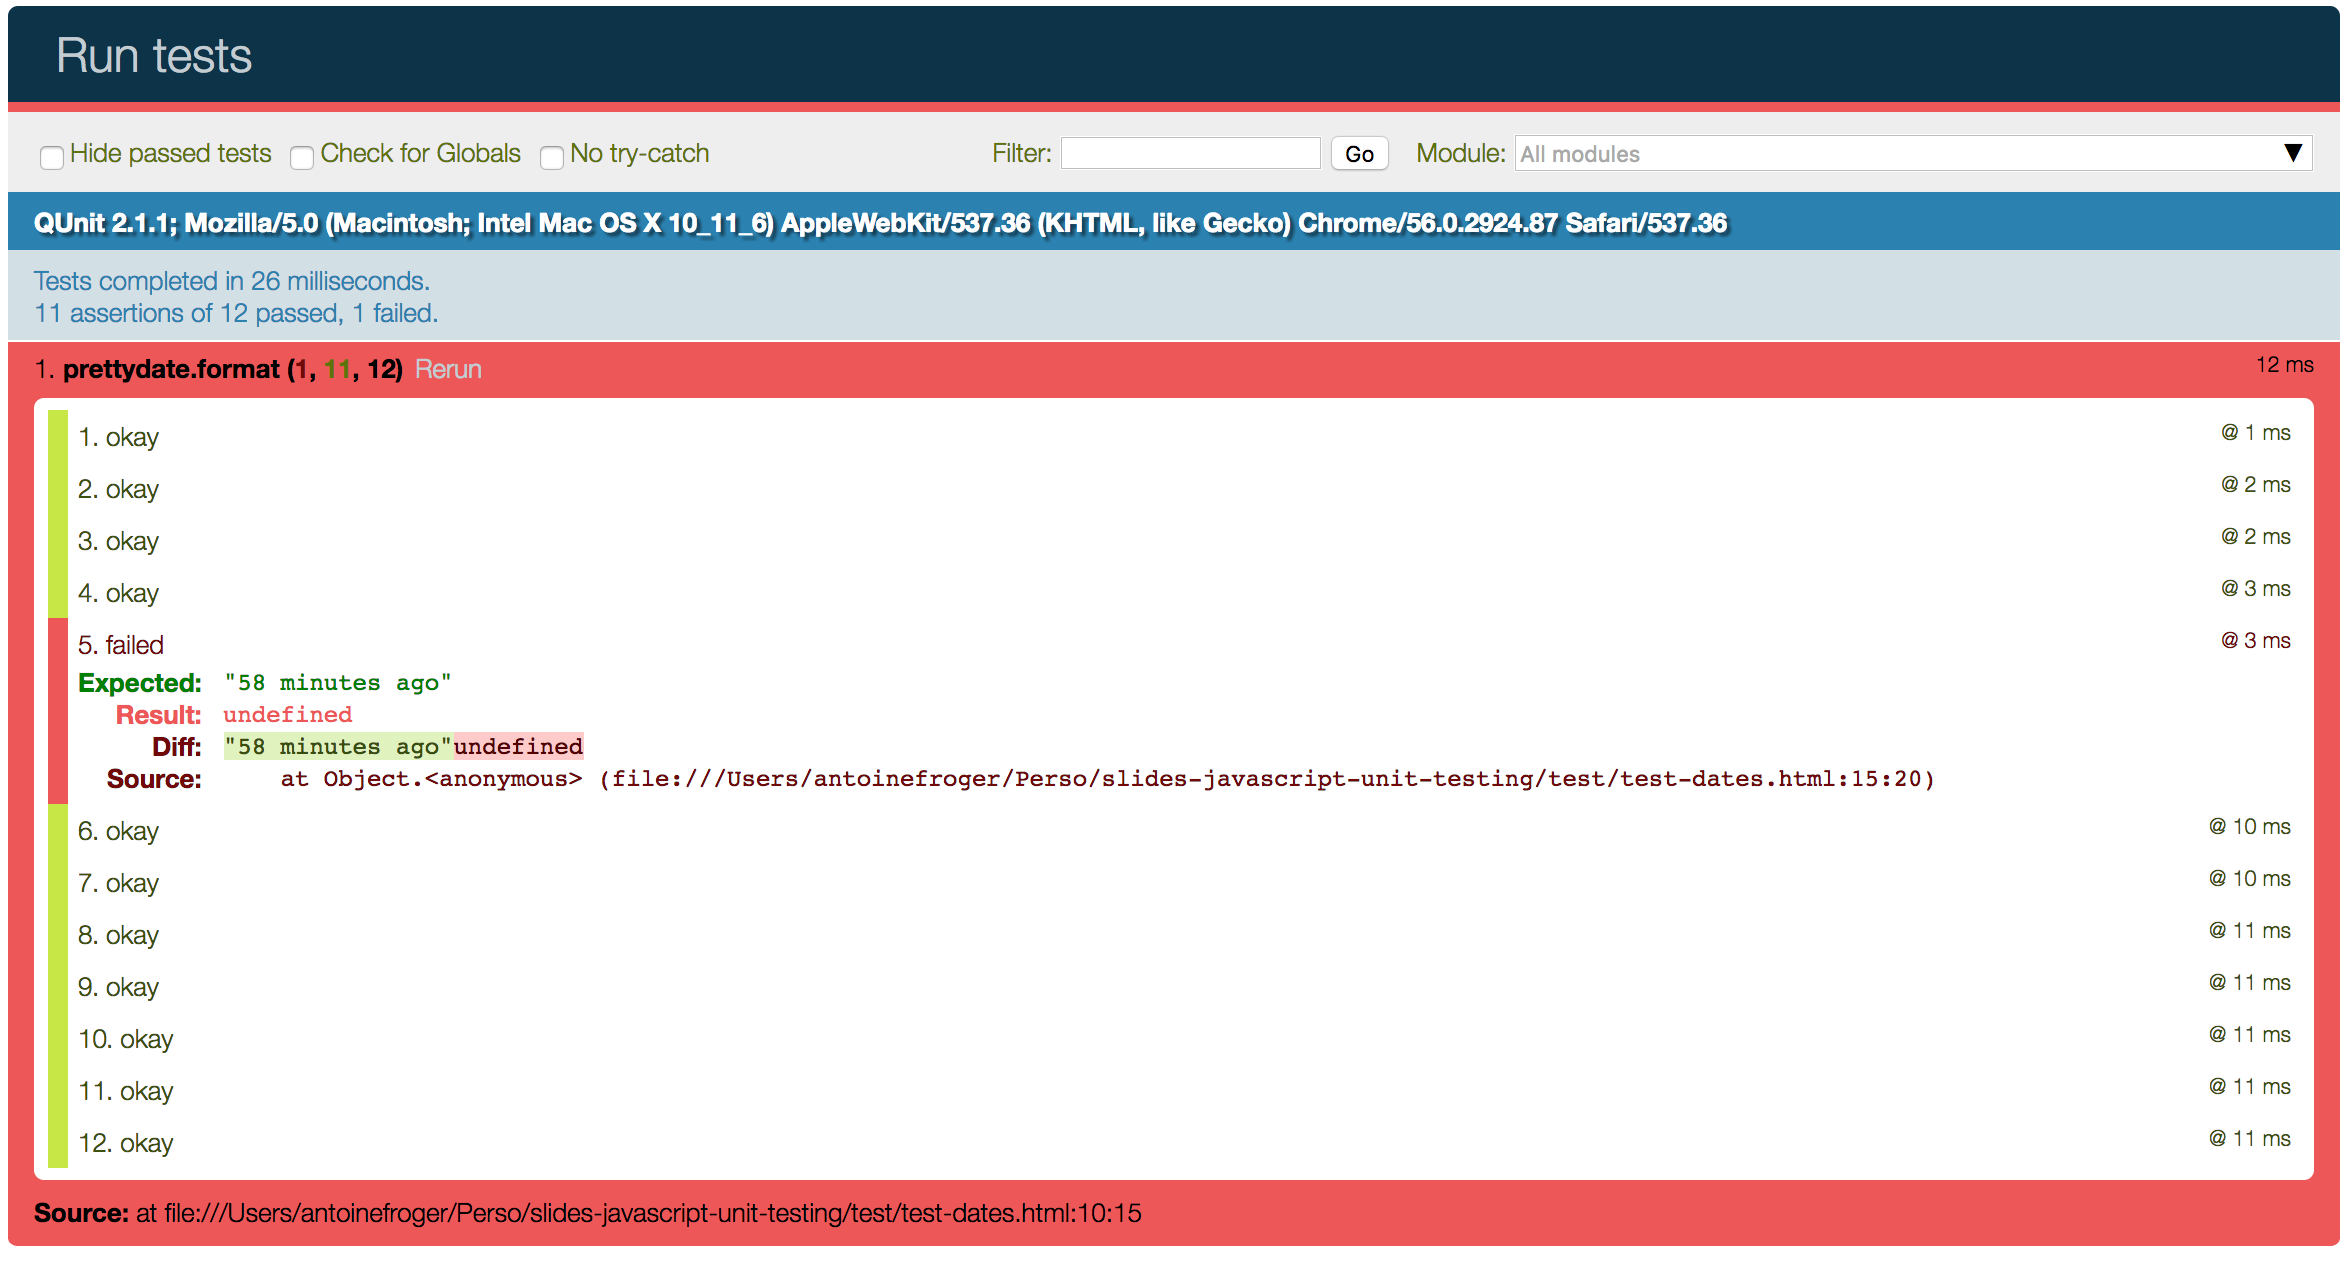 Run tests
Hide passed tests Check for Globals No try-catch Filter: Go Module: All modules ▼
QUnit 2.1.1; Mozilla/5.0 (Macintosh; Intel Mac OS X 10_11_6) AppleWebKit/537.36 (KHTML, like Gecko) Chrome/56.0.2924.87 Safari/537.36
Tests completed in 26 milliseconds.
11 assertions of 12 passed, 1 failed.
1. prettydate.format (1, 11, 12) Rerun 12 ms
1. okay @ 1 ms
2. okay @ 2 ms
3. okay @ 2 ms
4. okay @ 3 ms
5. failed @ 3 ms
Expected: "58 minutes ago"
Result: undefined
Diff: "58 minutes ago"undefined
Source: at Object.<anonymous> (file:///Users/antoinefroger/Perso/slides-javascript-unit-testing/test/test-dates.html:15:20)
6. okay @ 10 ms
7. okay @ 10 ms
8. okay @ 11 ms
9. okay @ 11 ms
10. okay @ 11 ms
11. okay @ 11 ms
12. okay @ 11 ms
Source: at file:///Users/antoinefroger/Perso/slides-javascript-unit-testing/test/test-dates.html:10:15